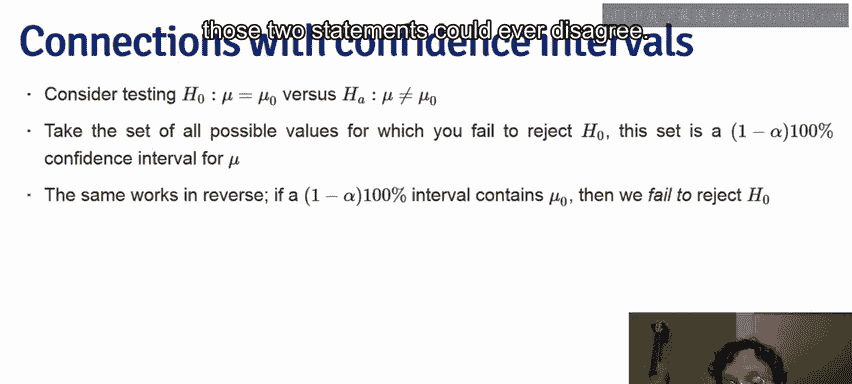 those two statements could ever disagree.
Connections with confidence intervals
· Consider testing H₀ : μ = μ₀ versus Hₐ : μ ≠ μ₀
· Take the set of all possible values for which you fail to reject H₀, this set is a (1 − α)100%
confidence interval for μ
· The same works in reverse; if a (1 − α)100% interval contains μ₀, then we fail to reject H₀